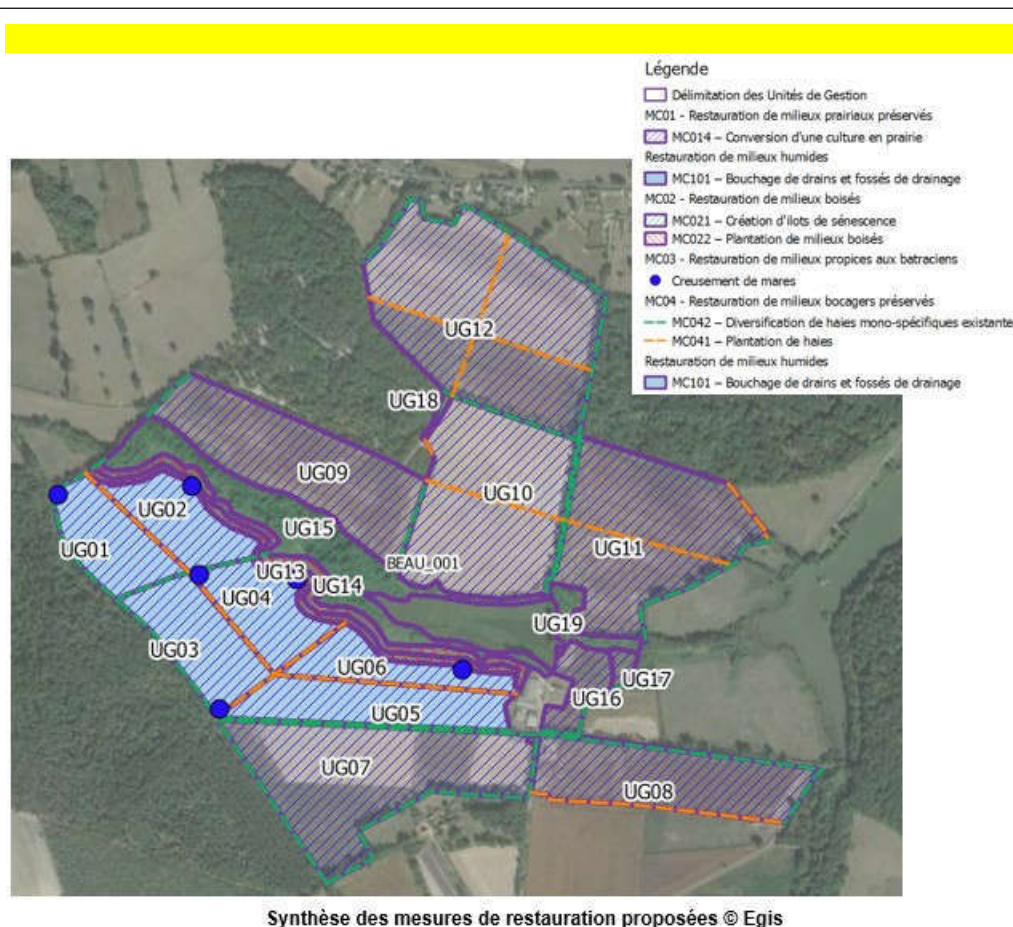 Légende
Délimitation des Unités de Gestion
MC01 - Restauration de milieux prairiaux préservés
MC014 – Conversion d'une culture en prairie
Restauration de milieux humides
MC101 – Bouchage de drains et fossés de drainage
MC02 - Restauration de milieux boisés
MC021 – Création d'ilots de sénescence
MC022 – Plantation de milieux boisés
MC03 - Restauration de milieux propices aux batraciens
Creusement de mares
MC04 - Restauration de milieux bocagers préservés
MC042 – Diversification de haies mono-spécifiques existante
MC041 – Plantation de haies
Restauration de milieux humides
MC101 – Bouchage de drains et fossés de drainage
UG12
UG18
UG09
UG10
UG02
UG15
UG11
UG01
BEAU_001
UG13
UG14
UG04
UG19
UG03
UG06
UG17
UG16
UG05
UG07
UG08
Synthèse des mesures de restauration proposées © Egis